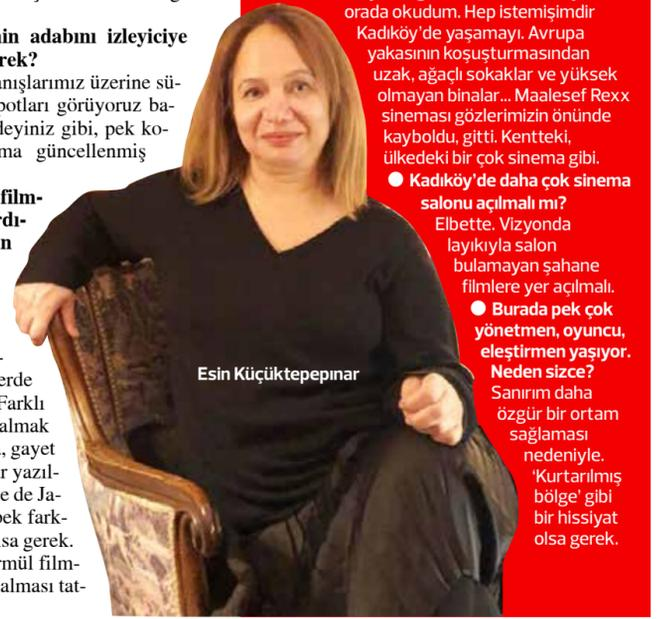 nin adabını izleyiciye
rek?
anışlarımız üzerine sü-
potları görüyoruz ba-
deyiniz gibi, pek ko-
ma güncellenmiş
film-
rdı-
n
erde
Farklı
almak
, gayet
r yazıl-
e de Ja-
pek fark-
lsa gerek.
rmül film-
alması tat-
Esin Küçüktepepınar
orada okudum. Hep istemişimdir
Kadıköy’de yaşamayı. Avrupa
yakasının koşuşturmasından
uzak, ağaçlı sokaklar ve yüksek
olmayan binalar... Maalesef Rexx
sineması gözlerimizin önünde
kayboldu, gitti. Kentteki,
ülkedeki bir çok sinema gibi.
● Kadıköy’de daha çok sinema
salonu açılmalı mı?
Elbette. Vizyonda
layıkıyla salon
bulamayan şahane
filmlere yer açılmalı.
● Burada pek çok
yönetmen, oyuncu,
eleştirmen yaşıyor.
Neden sizce?
Sanırım daha
özgür bir ortam
sağlaması
nedeniyle.
‘Kurtarılmış
bölge’ gibi
bir hissiyat
olsa gerek.